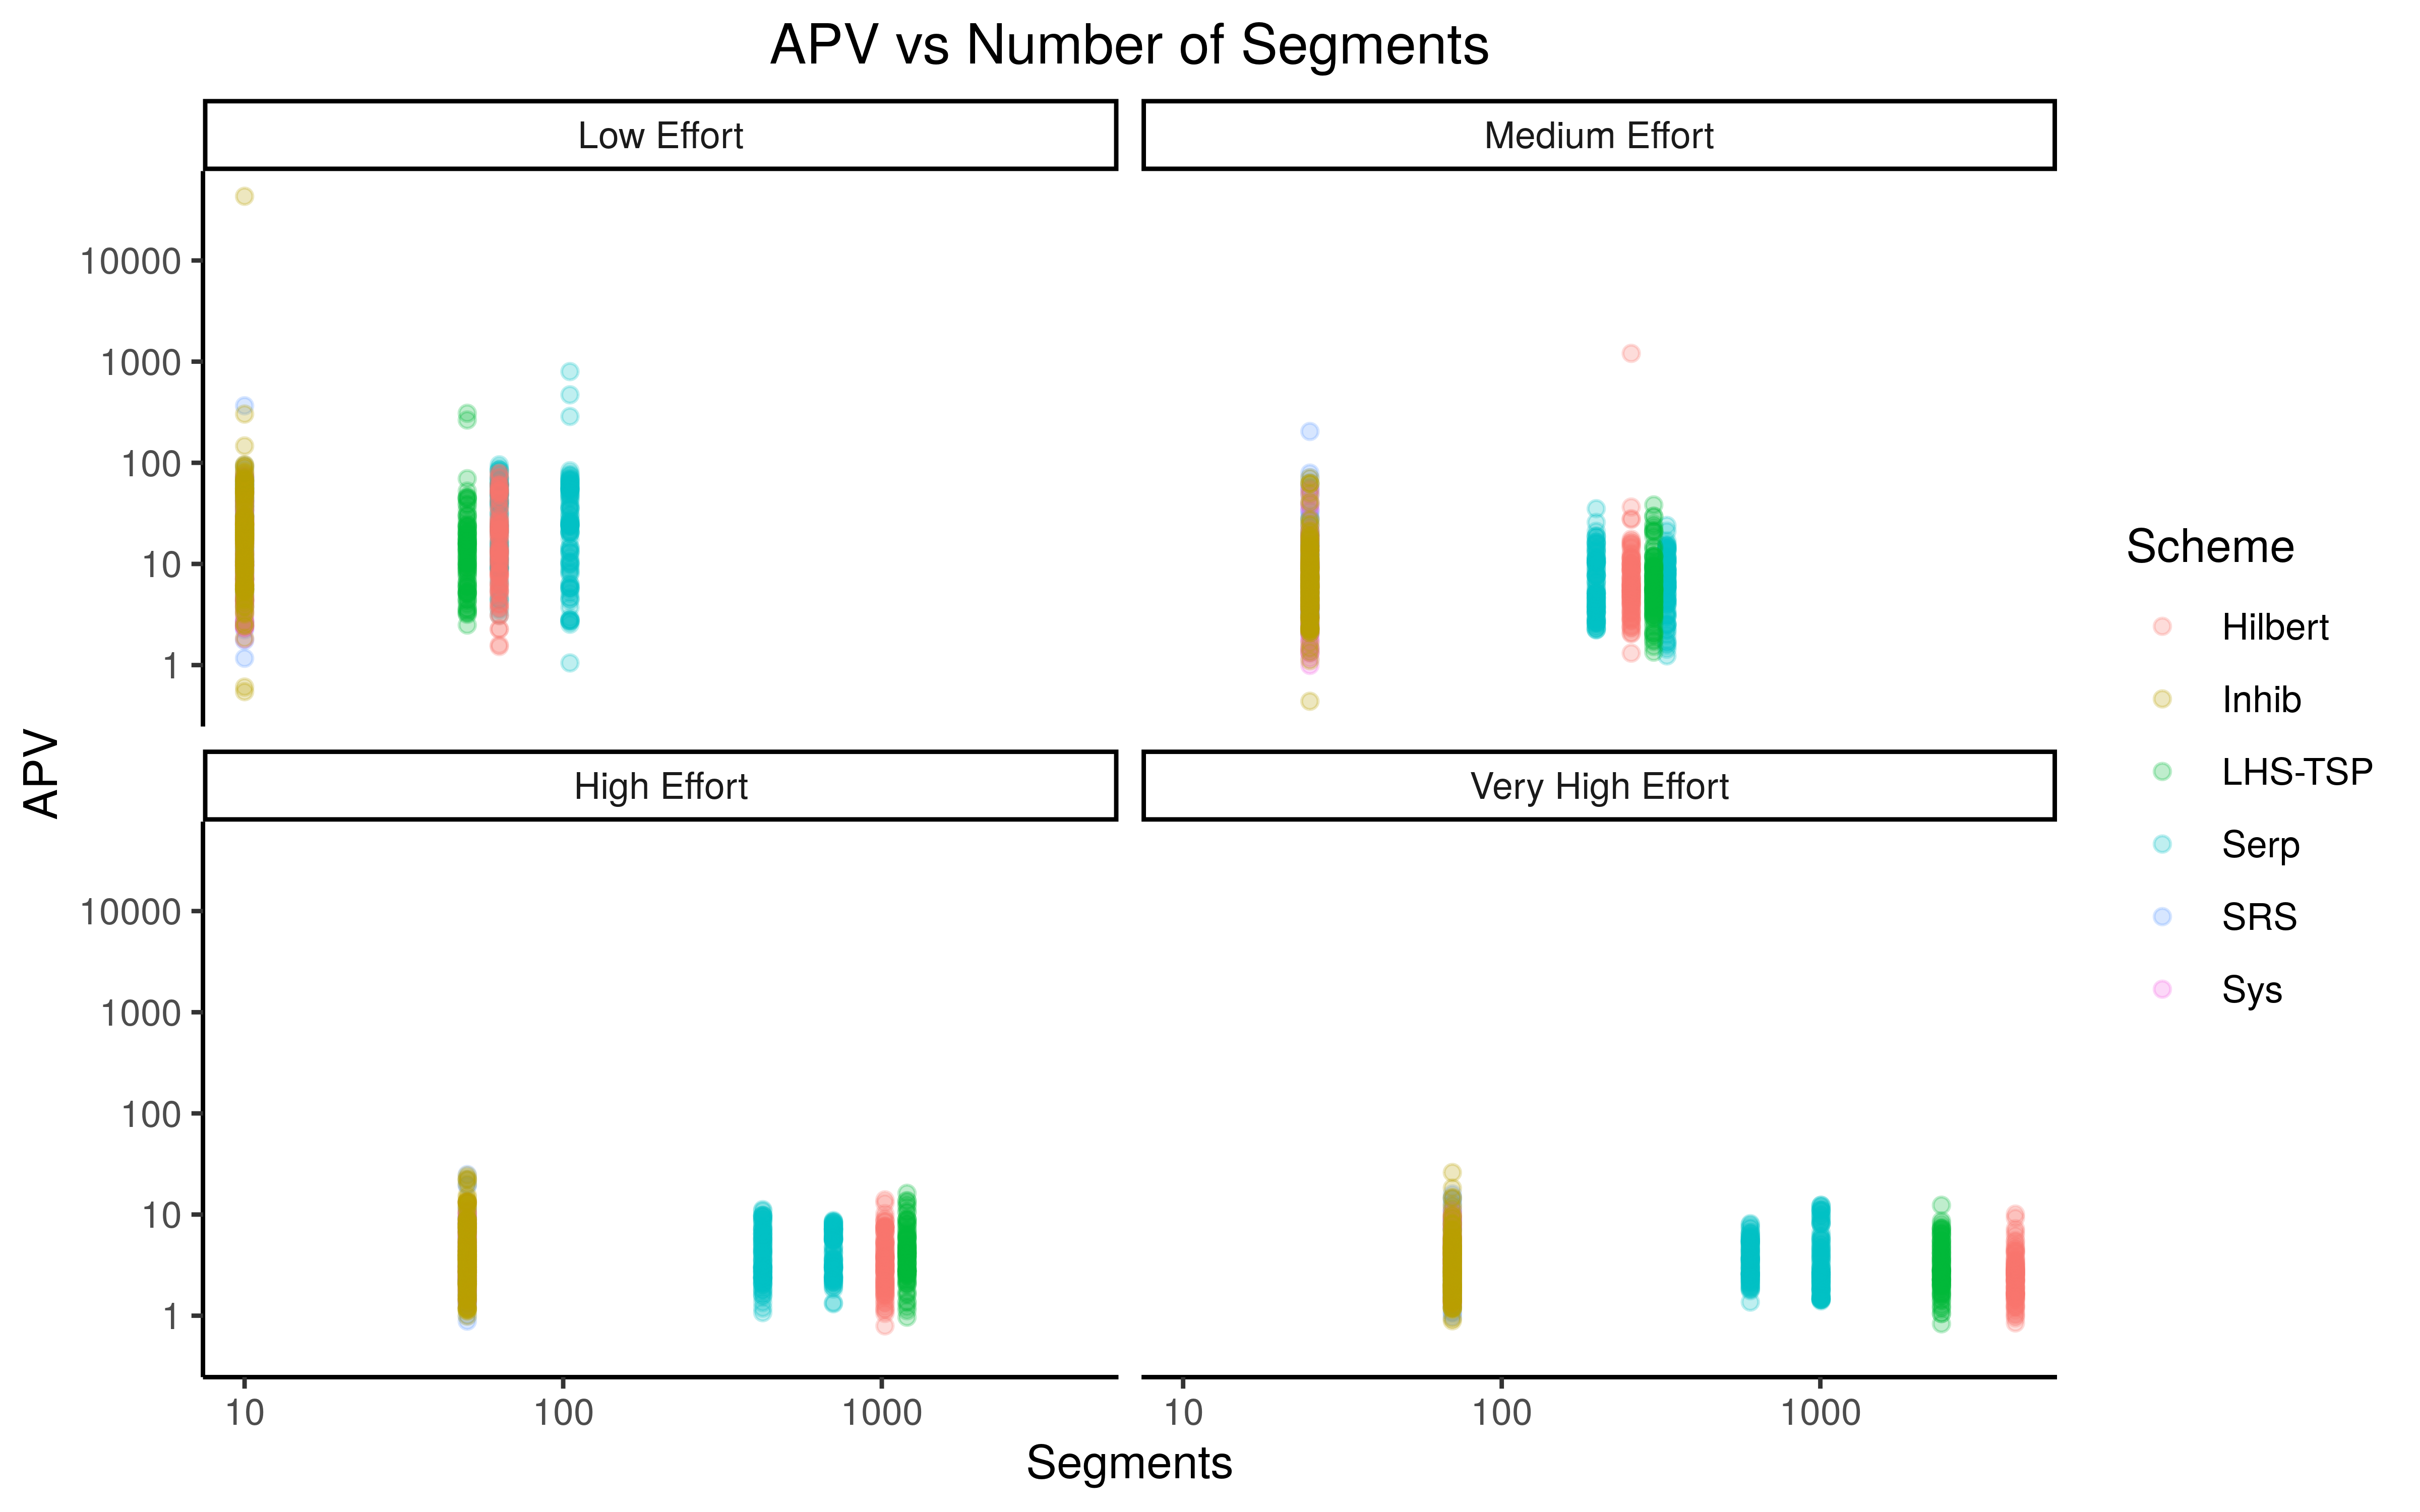 APV vs Number of Segments
Low Effort
Medium Effort
10000
1000
100
10
1
High Effort
Very High Effort
10000
1000
100
10
1
10
100
1000
10
100
1000
Segments
APV
Scheme
Hilbert
Inhib
LHS-TSP
Serp
SRS
Sys